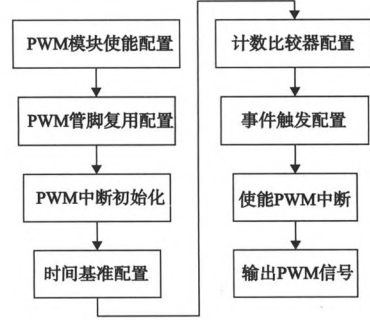 PWM模块使能配置
PWM管脚复用配置
PWM中断初始化
时间基准配置
计数比较器配置
事件触发配置
使能PWM中断
输出PWM信号